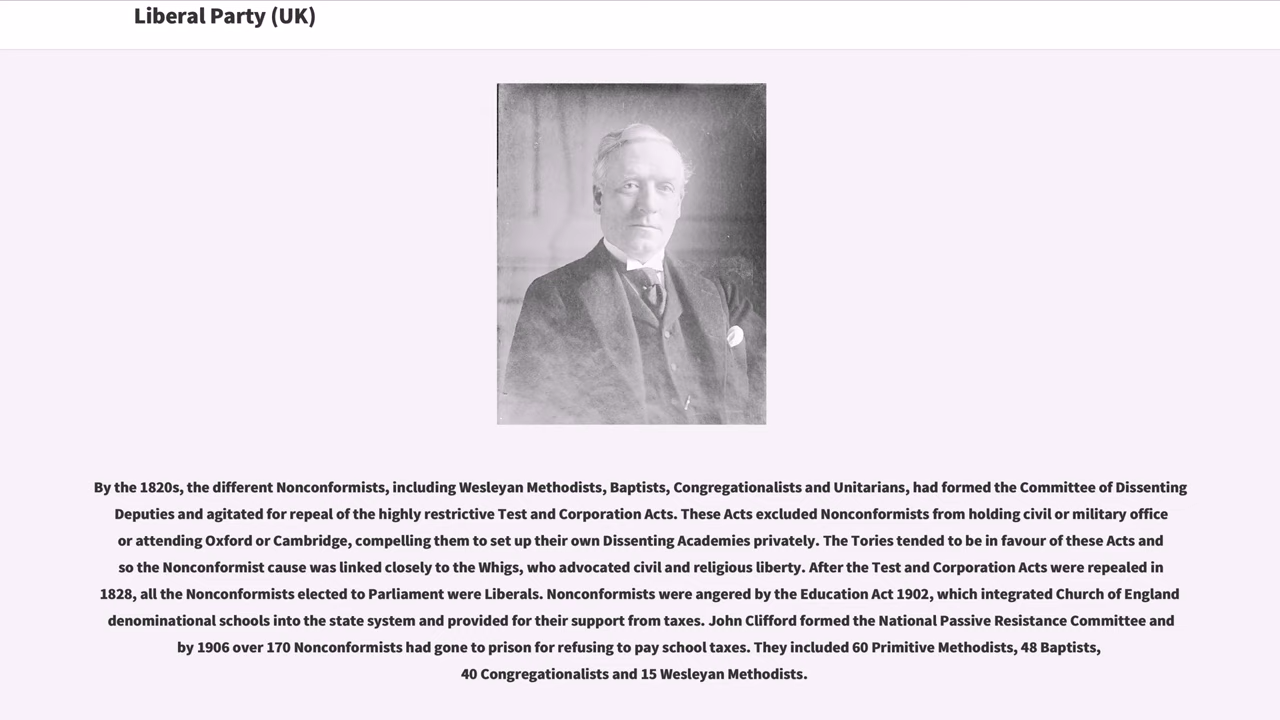 Liberal Party (UK)
By the 1820s, the different Nonconformists, including Wesleyan Methodists, Baptists, Congregationalists and Unitarians, had formed the Committee of Dissenting
Deputies and agitated for repeal of the highly restrictive Test and Corporation Acts. These Acts excluded Nonconformists from holding civil or military office
or attending Oxford or Cambridge, compelling them to set up their own Dissenting Academies privately. The Tories tended to be in favour of these Acts and
so the Nonconformist cause was linked closely to the Whigs, who advocated civil and religious liberty. After the Test and Corporation Acts were repealed in
1828, all the Nonconformists elected to Parliament were Liberals. Nonconformists were angered by the Education Act 1902, which integrated Church of England
denominational schools into the state system and provided for their support from taxes. John Clifford formed the National Passive Resistance Committee and
by 1906 over 170 Nonconformists had gone to prison for refusing to pay school taxes. They included 60 Primitive Methodists, 48 Baptists,
40 Congregationalists and 15 Wesleyan Methodists.